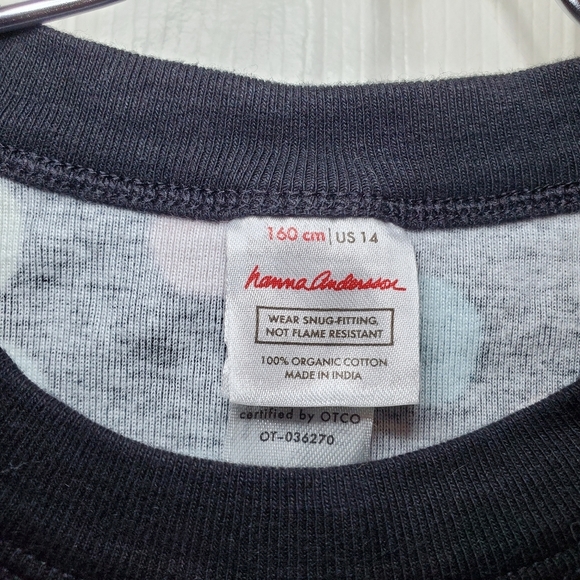 160 cm | US 14
hanna andersson
WEAR SNUG-FITTING,
NOT FLAME RESISTANT
100% ORGANIC COTTON
MADE IN INDIA
certified by OTCO
OT-036270